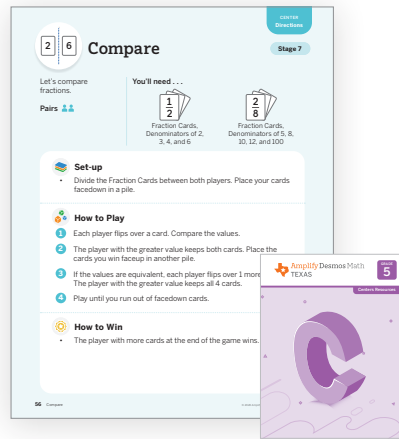 CENTER
Directions
2 6
Compare
Stage 7
Let's compare
fractions.
Pairs
You'll need . . .
1
2
2
8
Fraction Cards,
Denominators of 2,
3, 4, and 6
Fraction Cards,
Denominators of 5, 8,
10, 12, and 100
Set-up
• Divide the Fraction Cards between both players. Place your cards
facedown in a pile.
How to Play
1 Each player flips over a card. Compare the values.
2 The player with the greater value keeps both cards. Place the
cards you win faceup in another pile.
3 If the values are equivalent, each player flips over 1 more
The player with the greater value keeps all 4 cards.
4 Play until you run out of facedown cards.
How to Win
• The player with more cards at the end of the game wins.
56 Compare
Amplify Desmos Math
TEXAS
GRADE
5
Centers Resources